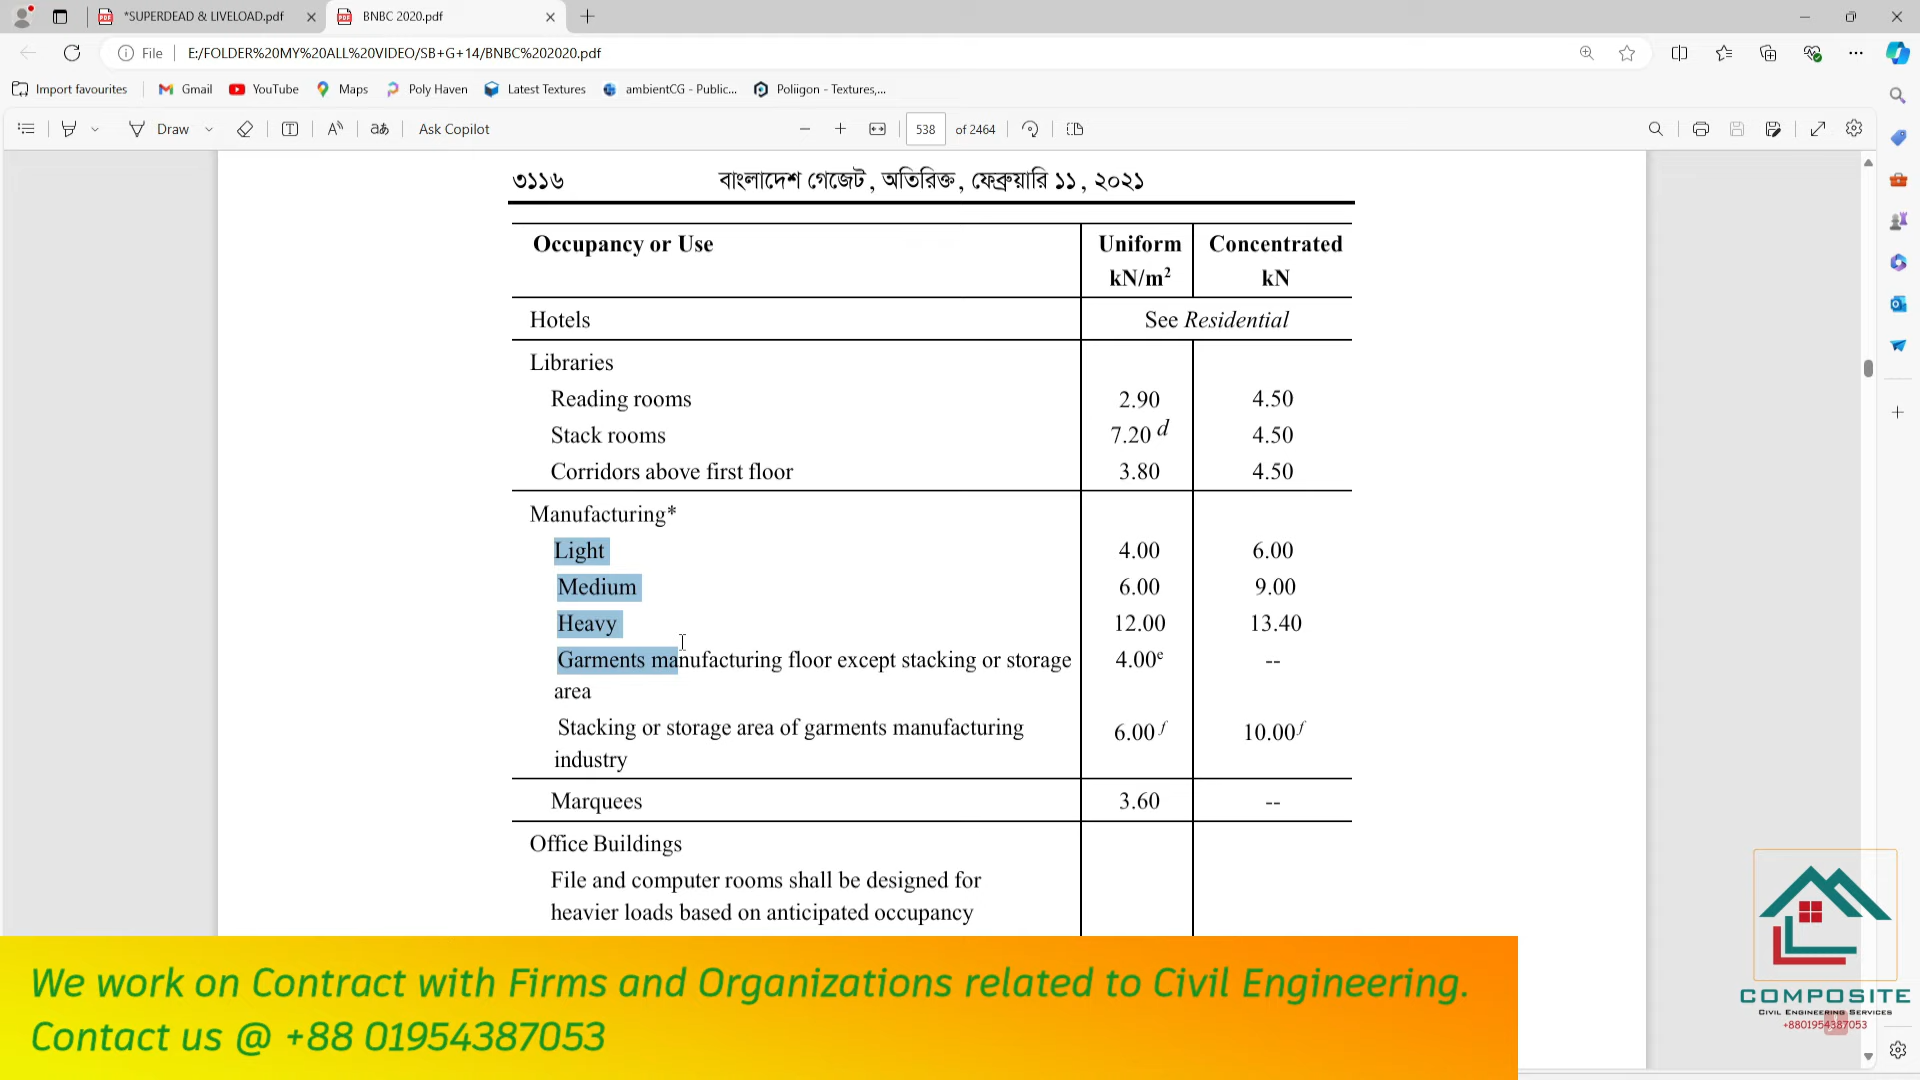 *SUPERDEAD & LIVELOAD.pdf
BNBC 2020.pdf
File
E:/FOLDER%20MY%20ALL%20VIDEO/SB+G+14/BNBC%202020.pdf
Import favourites
Gmail
YouTube
Maps
Poly Haven
Latest Textures
ambientCG - Public...
Poliigon - Textures,...
Draw
Ask Copilot
538 of 2464
৩১১৬ বাংলাদেশ গেজেট, অতিরিক্ত, ফেব্রুয়ারি ১১, ২০২১
Occupancy or Use Uniform Concentrated
kN/m² kN
Hotels See Residential
Libraries
Reading rooms 2.90 4.50
Stack rooms 7.20 d 4.50
Corridors above first floor 3.80 4.50
Manufacturing*
Light 4.00 6.00
Medium 6.00 9.00
Heavy 12.00 13.40
Garments manufacturing floor except stacking or storage 4.00e --
area
Stacking or storage area of garments manufacturing 6.00 f 10.00f
industry
Marquees 3.60 --
Office Buildings
File and computer rooms shall be designed for
heavier loads based on anticipated occupancy
We work on Contract with Firms and Organizations related to Civil Engineering.
Contact us @ +88 01954387053
COMPOSITE
Civil Engineering Services
+8801954387053